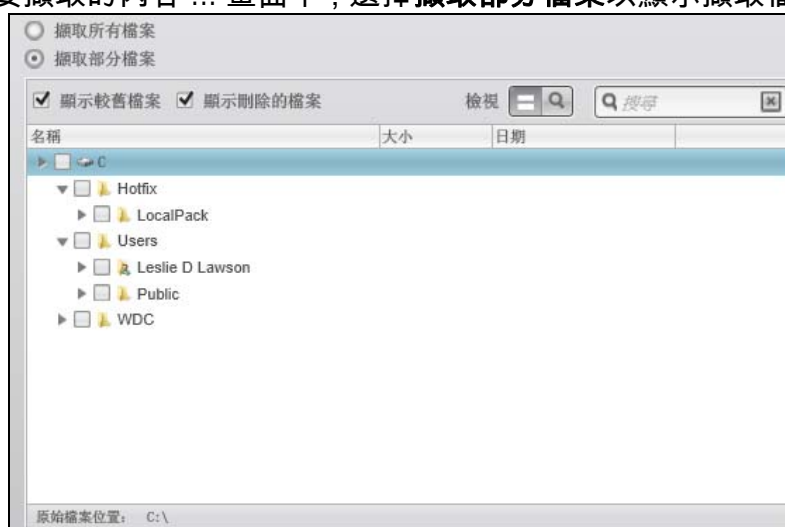 要擷取的內容 ... 畫面中，選擇擷取部分檔案以顯示擷取檔
擷取所有檔案
擷取部分檔案
顯示較舊檔案 顯示刪除的檔案 檢視 搜尋
名稱 大小 日期
C
Hotfix
LocalPack
Users
Leslie D Lawson
Public
WDC
原始檔案位置： C:\